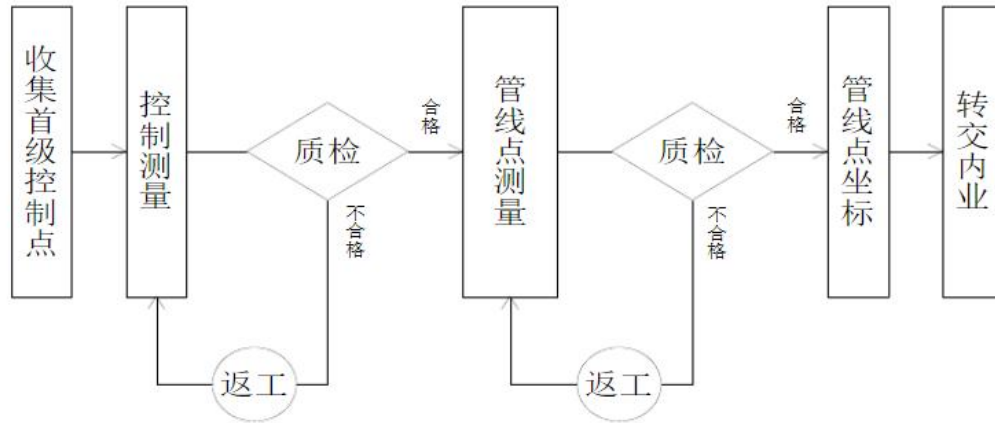 收集首级控制点
控制测量
质检
合格
不合格
返工
管线点测量
质检
合格
不合格
返工
管线点坐标
转交内业